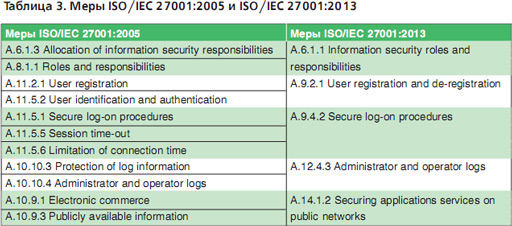 Таблица 3. Меры ISO/IEC 27001:2005 и ISO/IEC 27001:2013
Меры ISO/IEC 27001:2005
Меры ISO/IEC 27001:2013
A.6.1.3 Allocation of information security responsibilities
A.8.1.1 Roles and responsibilities
A.6.1.1 Information security roles and
responsibilities
A.11.2.1 User registration
A.11.5.2 User identification and authentication
A.9.2.1 User registration and de-registration
A.11.5.1 Secure log-on procedures
A.11.5.5 Session time-out
A.11.5.6 Limitation of connection time
A.9.4.2 Secure log-on procedures
A.10.10.3 Protection of log information
A.10.10.4 Administrator and operator logs
A.12.4.3 Administrator and operator logs
A.10.9.1 Electronic commerce
A.10.9.3 Publicly available information
A.14.1.2 Securing applications services on
public networks